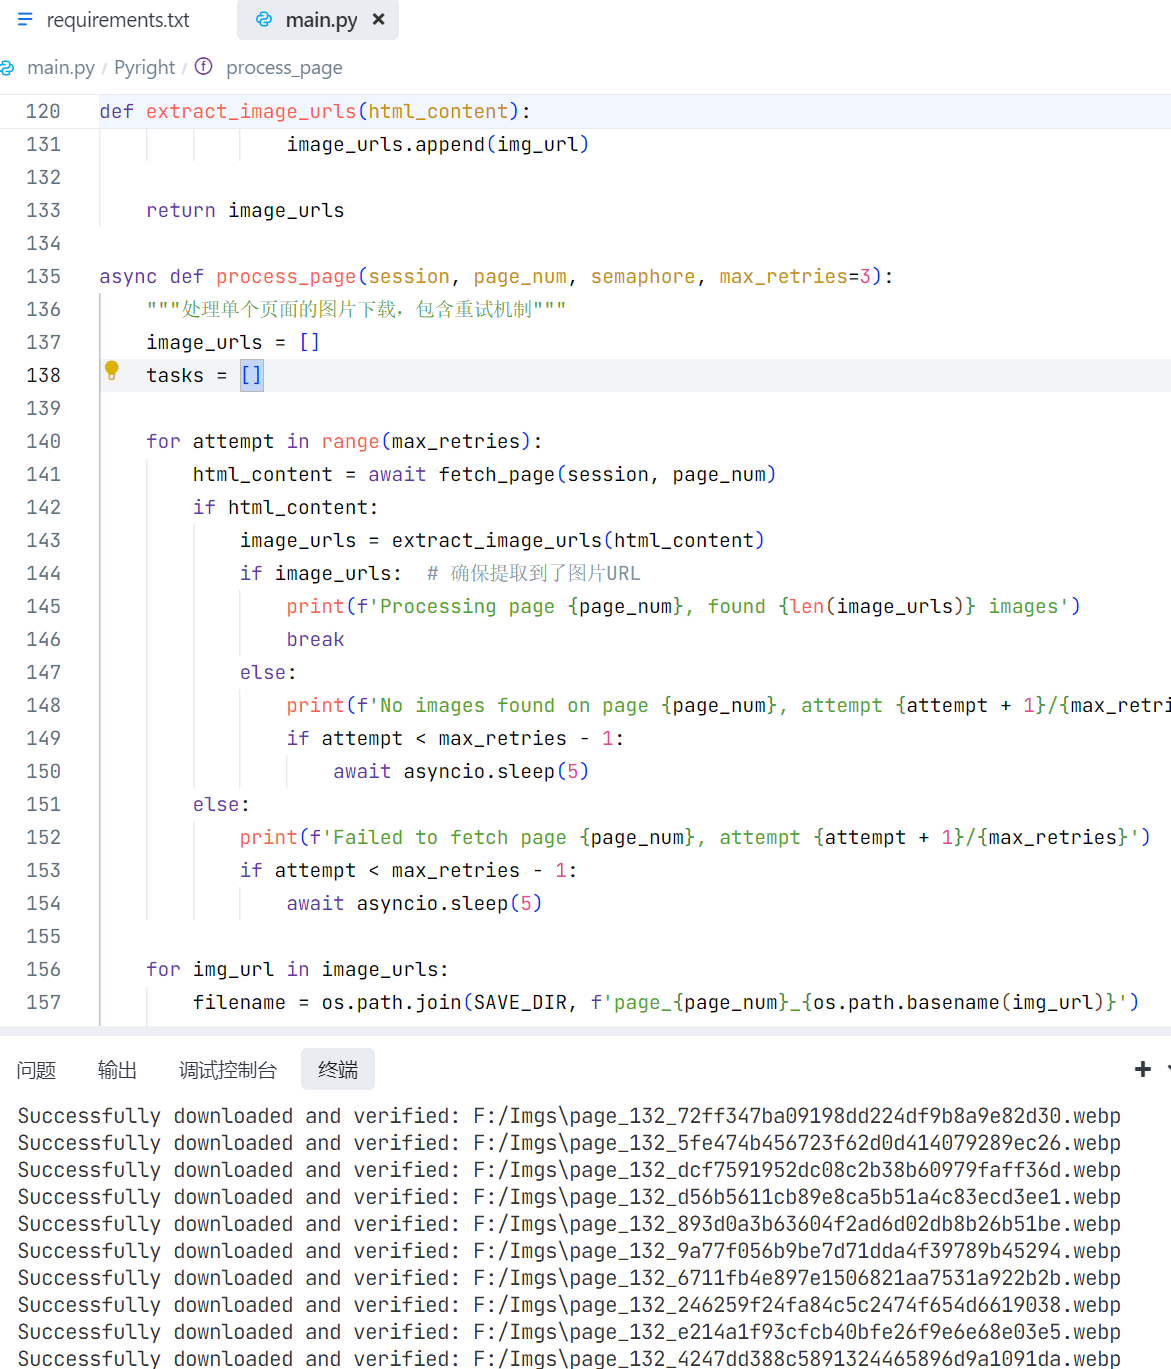 requirements.txt main.py
main.py / Pyright / process_page
120 def extract_image_urls(html_content):
131 image_urls.append(img_url)
132
133 return image_urls
134
135 async def process_page(session, page_num, semaphore, max_retries=3):
136 """处理单个页面的图片下载，包含重试机制"""
137 image_urls = []
138 tasks = []
139
140 for attempt in range(max_retries):
141 html_content = await fetch_page(session, page_num)
142 if html_content:
143 image_urls = extract_image_urls(html_content)
144 if image_urls: # 确保提取到了图片URL
145 print(f'Processing page {page_num}, found {len(image_urls)} images')
146 break
147 else:
148 print(f'No images found on page {page_num}, attempt {attempt + 1}/{max_retri
149 if attempt < max_retries - 1:
150 await asyncio.sleep(5)
151 else:
152 print(f'Failed to fetch page {page_num}, attempt {attempt + 1}/{max_retries}')
153 if attempt < max_retries - 1:
154 await asyncio.sleep(5)
155
156 for img_url in image_urls:
157 filename = os.path.join(SAVE_DIR, f'page_{page_num}_{os.path.basename(img_url)}')
问题 输出 调试控制台 终端
Successfully downloaded and verified: F:/Imgs\page_132_72ff347ba09198dd224df9b8a9e82d30.webp
Successfully downloaded and verified: F:/Imgs\page_132_5fe474b456723f62d0d414079289ec26.webp
Successfully downloaded and verified: F:/Imgs\page_132_dcf7591952dc08c2b38b60979faff36d.webp
Successfully downloaded and verified: F:/Imgs\page_132_d56b5611cb89e8ca5b51a4c83ecd3ee1.webp
Successfully downloaded and verified: F:/Imgs\page_132_893d0a3b63604f2ad6d02db8b26b51be.webp
Successfully downloaded and verified: F:/Imgs\page_132_9a77f056b9be7d71dda4f39789b45294.webp
Successfully downloaded and verified: F:/Imgs\page_132_6711fb4e897e1506821aa7531a922b2b.webp
Successfully downloaded and verified: F:/Imgs\page_132_246259f24fa84c5c2474f654d6619038.webp
Successfully downloaded and verified: F:/Imgs\page_132_e214a1f93cfcb40bfe26f9e6e68e03e5.webp
Successfully downloaded and verified: F:/Imgs\page_132_4247dd388c5891324465896d9a1091da.webp